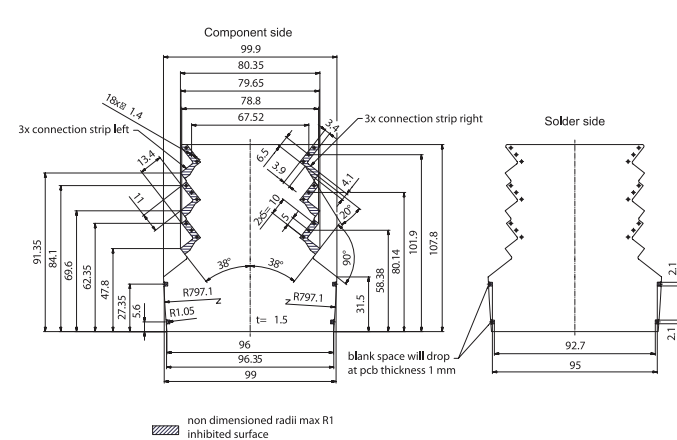 Component side
99.9
80.35
79.65
78.8
67.52
18x⌀ 1.4
3x connection strip left
3x connection strip right
Solder side
3.4
6.5
3.9
4.1
13.4
11
2x5= 10
5
20°
90°
38°
38°
91.35
84.1
69.6
62.35
47.8
27.35
5.6
R797.1
R797.1
z
z
R1.05
t= 1.5
31.5
58.38
80.14
101.9
107.8
96
96.35
99
blank space will drop
at pcb thickness 1 mm
92.7
95
2.1
2.1
non dimensioned radii max R1
inhibited surface